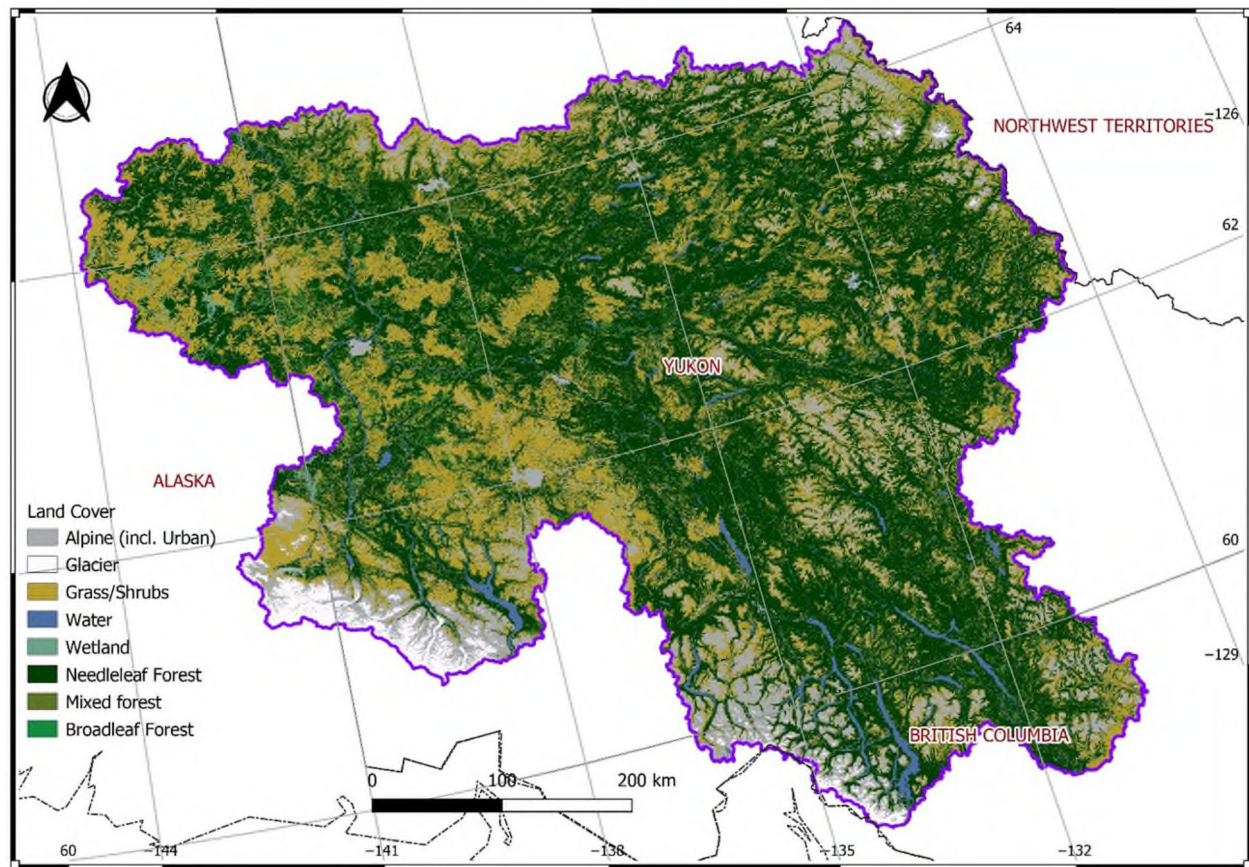 64
−126
NORTHWEST TERRITORIES
62
YUKON
ALASKA
Land Cover
Alpine (incl. Urban)
Glacier
Grass/Shrubs
Water
Wetland
Needleleaf Forest
Mixed forest
Broadleaf Forest
60
−129
BRITISH COLUMBIA
0 100 200 km
60 −144 −141 −138 −135 −132